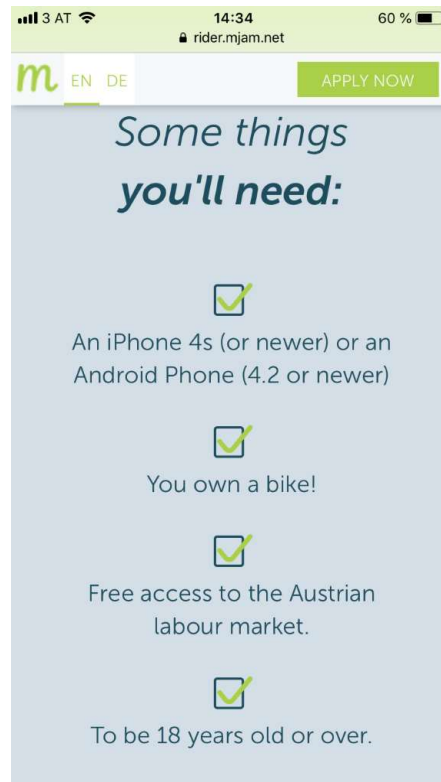 3 AT 14:34 60 %
rider.mjam.net
m EN DE APPLY NOW
Some things
you'll need:
An iPhone 4s (or newer) or an
Android Phone (4.2 or newer)
You own a bike!
Free access to the Austrian
labour market.
To be 18 years old or over.